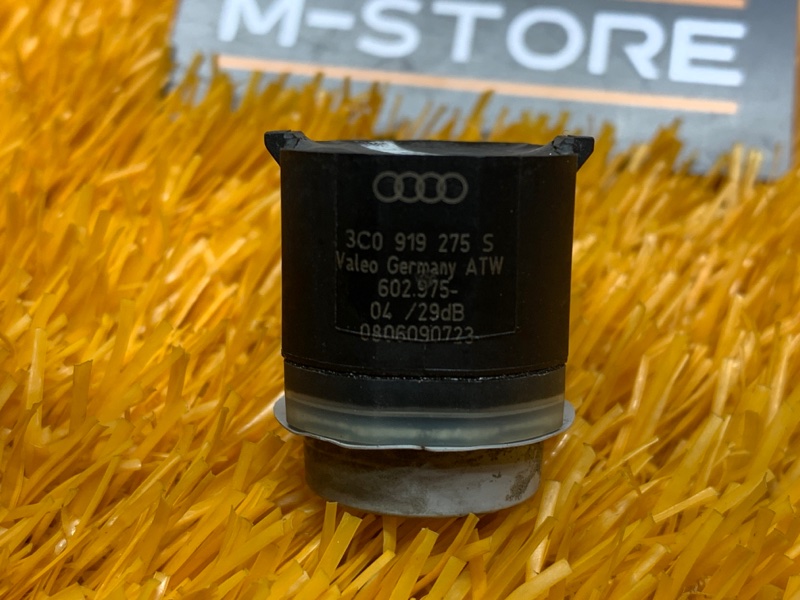 M-STORE
3C0 919 275 S
Valeo Germany ATW
602.975-
04 /29dB
0806090723-